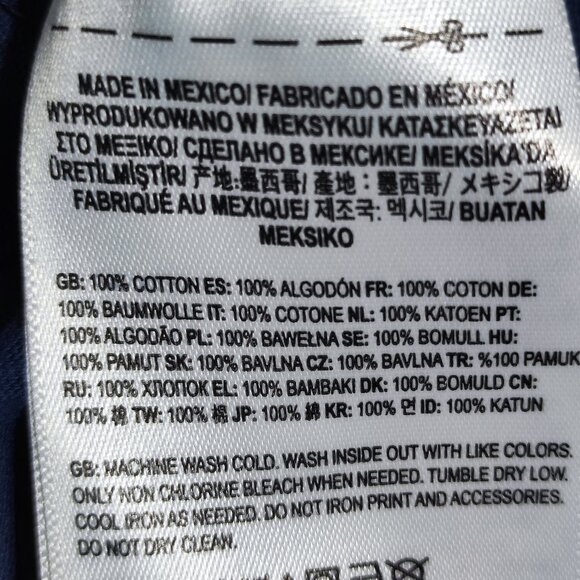 MADE IN MEXICO/ FABRICADO EN MÉXICO/
WYPRODUKOWANO W MEKSYKU/ ΚΑΤΑΣΚΕΥΑΖΕΤΑΙ
ΣΤΟ ΜΕΞΙΚΟ/ СДЕЛАНО В МЕКСИКЕ/ MEKSİKA'DA
ÜRETİLMİŞTİR/ 产地:墨西哥/ 產地：墨西哥/ メキシコ製/
FABRIQUÉ AU MEXIQUE/ 제조국: 멕시코/ BUATAN
MEKSIKO
GB: 100% COTTON ES: 100% ALGODÓN FR: 100% COTON DE:
100% BAUMWOLLE IT: 100% COTONE NL: 100% KATOEN PT:
100% ALGODÃO PL: 100% BAWEŁNA SE: 100% BOMULL HU:
100% PAMUT SK: 100% BAVLNA CZ: 100% BAVLNA TR: %100 PAMUK
RU: 100% ХЛОПОК EL: 100% ΒΑΜΒΑΚΙ DK: 100% BOMULD CN:
100% 棉 TW: 100% 棉 JP: 100% 綿 KR: 100% 면 ID: 100% KATUN
GB: MACHINE WASH COLD. WASH INSIDE OUT WITH LIKE COLORS.
ONLY NON CHLORINE BLEACH WHEN NEEDED. TUMBLE DRY LOW.
COOL IRON AS NEEDED. DO NOT IRON PRINT AND ACCESSORIES.
DO NOT DRY CLEAN.